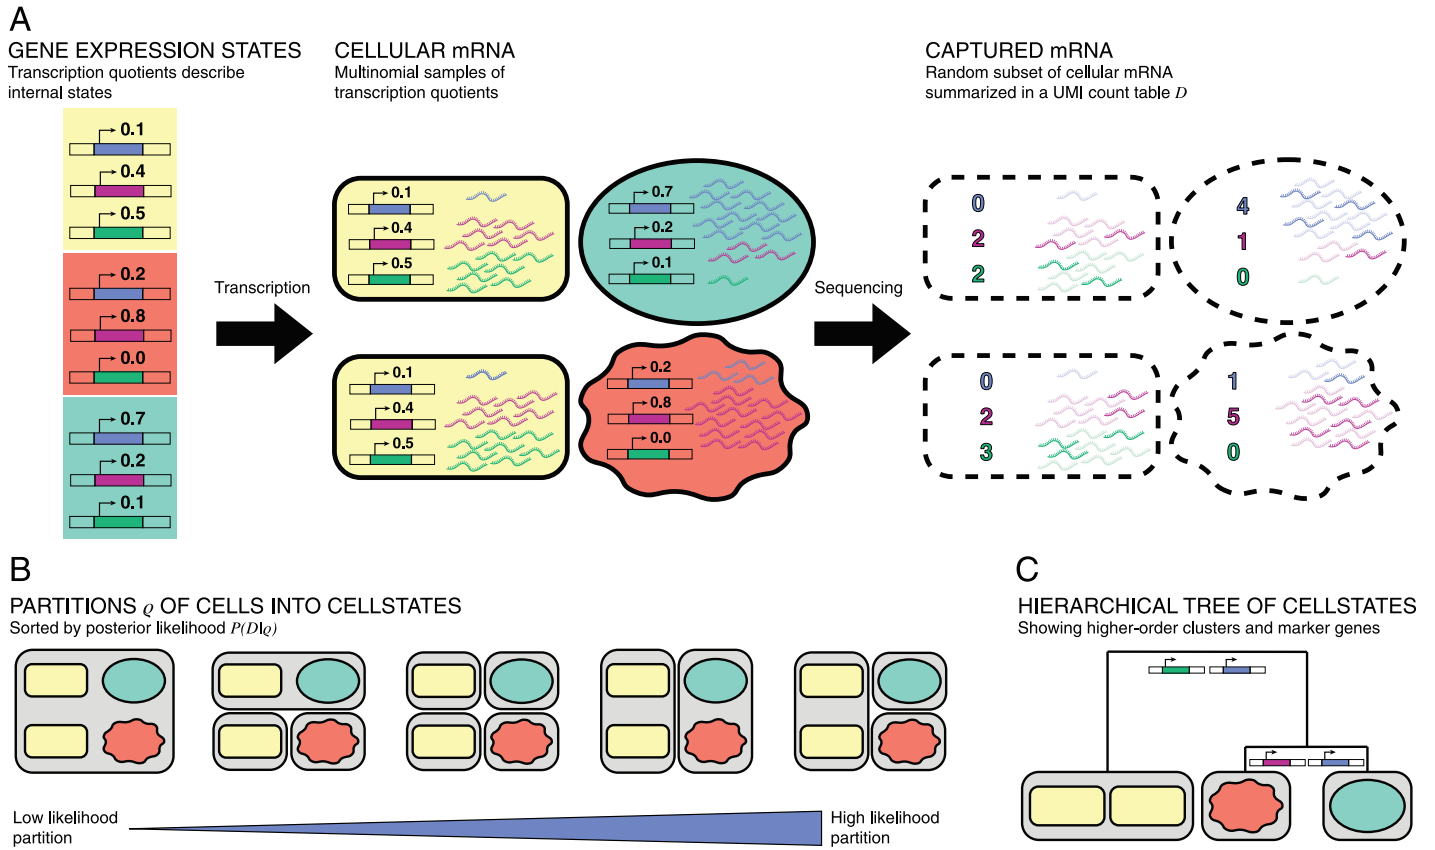 A
GENE EXPRESSION STATES
Transcription quotients describe
internal states
0.1
0.4
0.5
0.2
0.8
0.0
0.7
0.2
0.1
Transcription
CELLULAR mRNA
Multinomial samples of
transcription quotients
0.1
0.4
0.5
0.7
0.2
0.1
0.1
0.4
0.5
0.2
0.8
0.0
Sequencing
CAPTURED mRNA
Random subset of cellular mRNA
summarized in a UMI count table D
0
2
2
4
1
0
0
2
3
1
5
0
B
PARTITIONS ϱ OF CELLS INTO CELLSTATES
Sorted by posterior likelihood P(D|ϱ)
Low likelihood
partition
High likelihood
partition
C
HIERARCHICAL TREE OF CELLSTATES
Showing higher-order clusters and marker genes